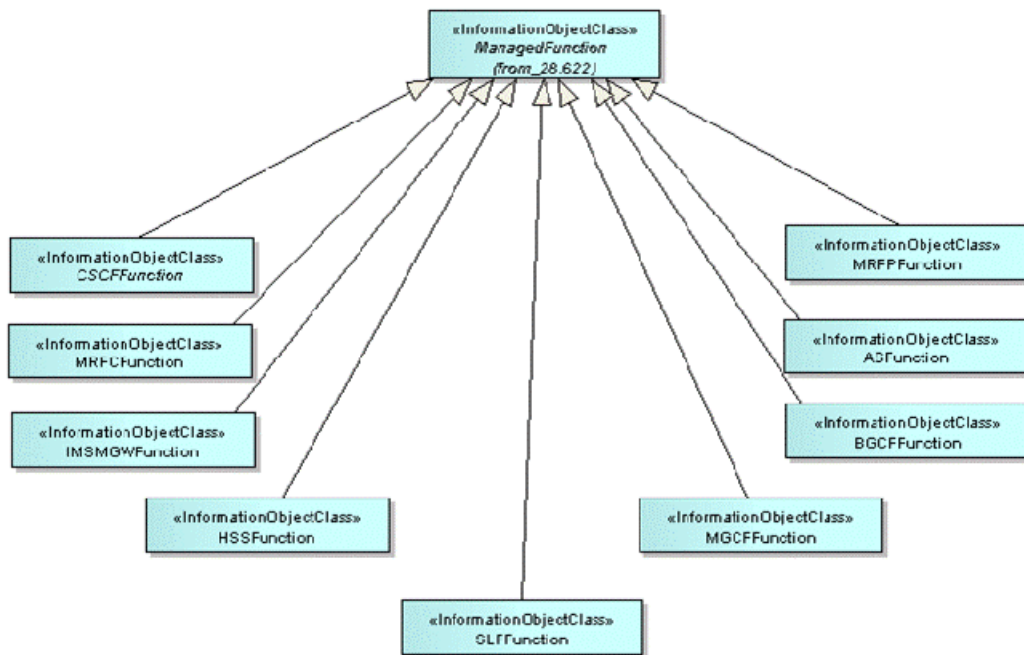 «InformationObjectClass»
ManagedFunction
(from_28.622)
«InformationObjectClass»
CSCFFunction
«InformationObjectClass»
MRFPFunction
«InformationObjectClass»
MRFCFunction
«InformationObjectClass»
ASFunction
«InformationObjectClass»
IMSMGWFunction
«InformationObjectClass»
BGCFFunction
«InformationObjectClass»
HSSFunction
«InformationObjectClass»
MGCFFunction
«InformationObjectClass»
SLFFunction